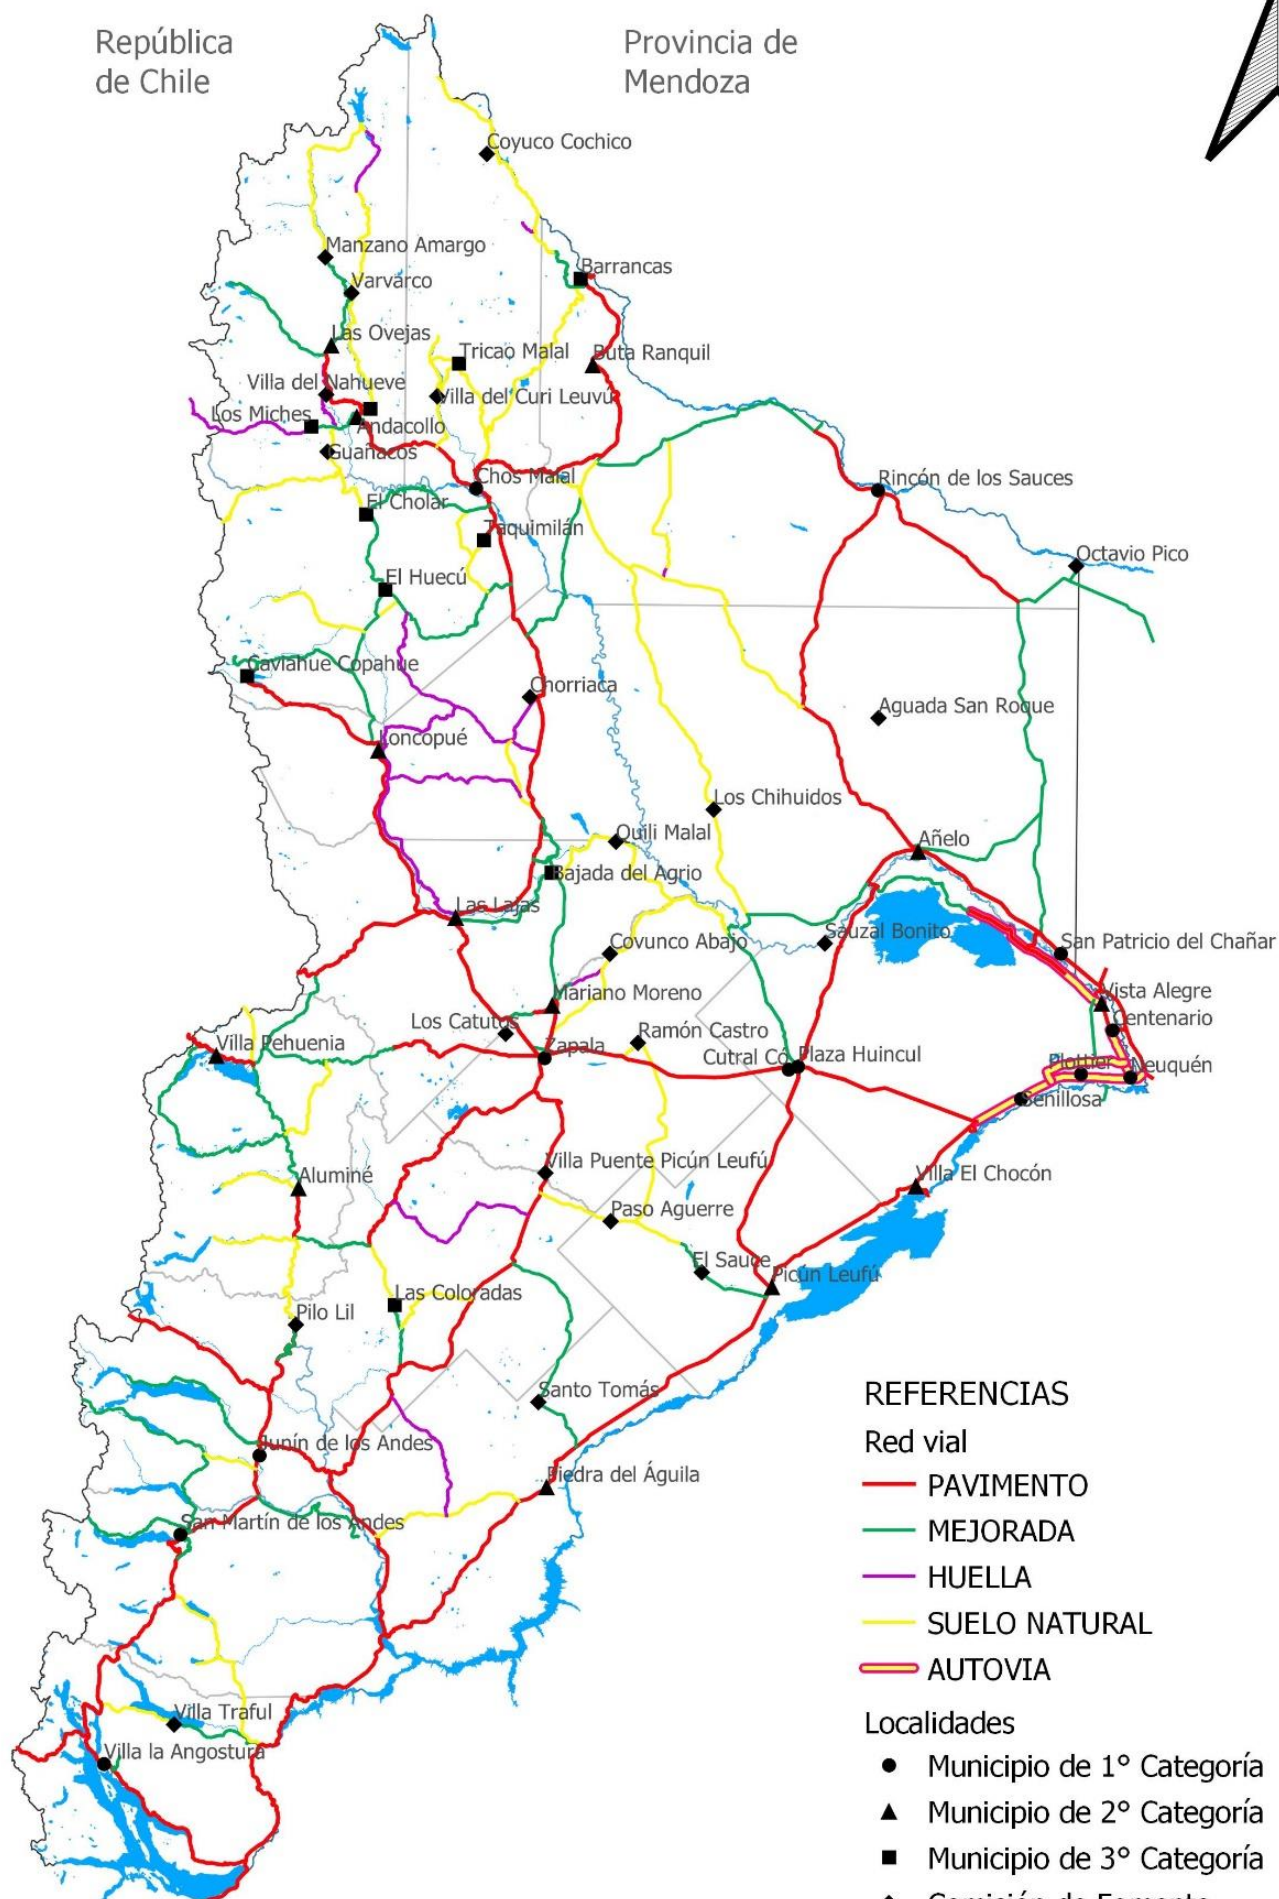 República
de Chile
Provincia de
Mendoza
Coyuco Cochico
Manzano Amargo
Varvarco
Barrancas
Las Ovejas
Tricao Malal
Buta Ranquil
Villa del Nahueve
Villa del Curi Leuvú
Los Miches
Andacollo
Guañacos
Chos Malal
Rincón de los Sauces
El Cholar
Taquimilán
Octavio Pico
El Huecú
Caviahue Copahue
Chorriaca
Aguada San Roque
Loncopué
Los Chihuidos
Quili Malal
Añelo
Bajada del Agrio
Las Lajas
Sauzal Bonito
Covunco Abajo
San Patricio del Chañar
Mariano Moreno
Vista Alegre
Los Catutos
Ramón Castro
Centenario
Villa Pehuenia
Zapala
Cutral Có
Plaza Huincul
Plottier
Neuquén
Senillosa
Villa Puente Picún Leufú
Aluminé
Villa El Chocón
Paso Aguerre
El Sauce
Picún Leufú
Las Coloradas
Pilo Lil
Santo Tomás
Junín de los Andes
Piedra del Águila
San Martín de los Andes
Villa Traful
Villa la Angostura
REFERENCIAS
Red vial
PAVIMENTO
MEJORADA
HUELLA
SUELO NATURAL
AUTOVIA
Localidades
Municipio de 1° Categoría
Municipio de 2° Categoría
Municipio de 3° Categoría
Comisión de Fomento